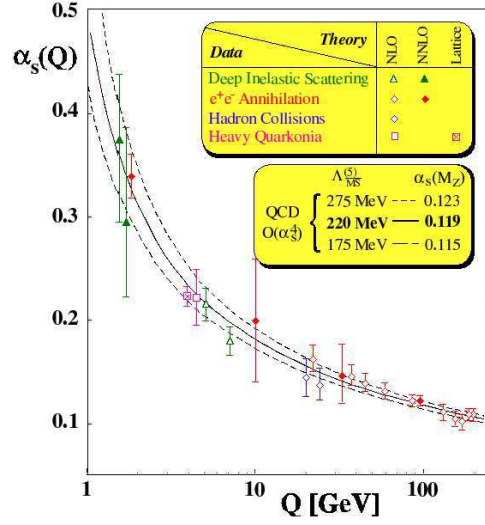 0.5
αs(Q)
0.4
0.3
0.2
0.1
1
10
100
Q [GeV]
Theory
Data
NLO
NNLO
Lattice
Deep Inelastic Scattering
e+e- Annihilation
Hadron Collisions
Heavy Quarkonia
Λ(5)MS αs(MZ)
QCD O(αs4)
275 MeV 0.123
220 MeV 0.119
175 MeV 0.115